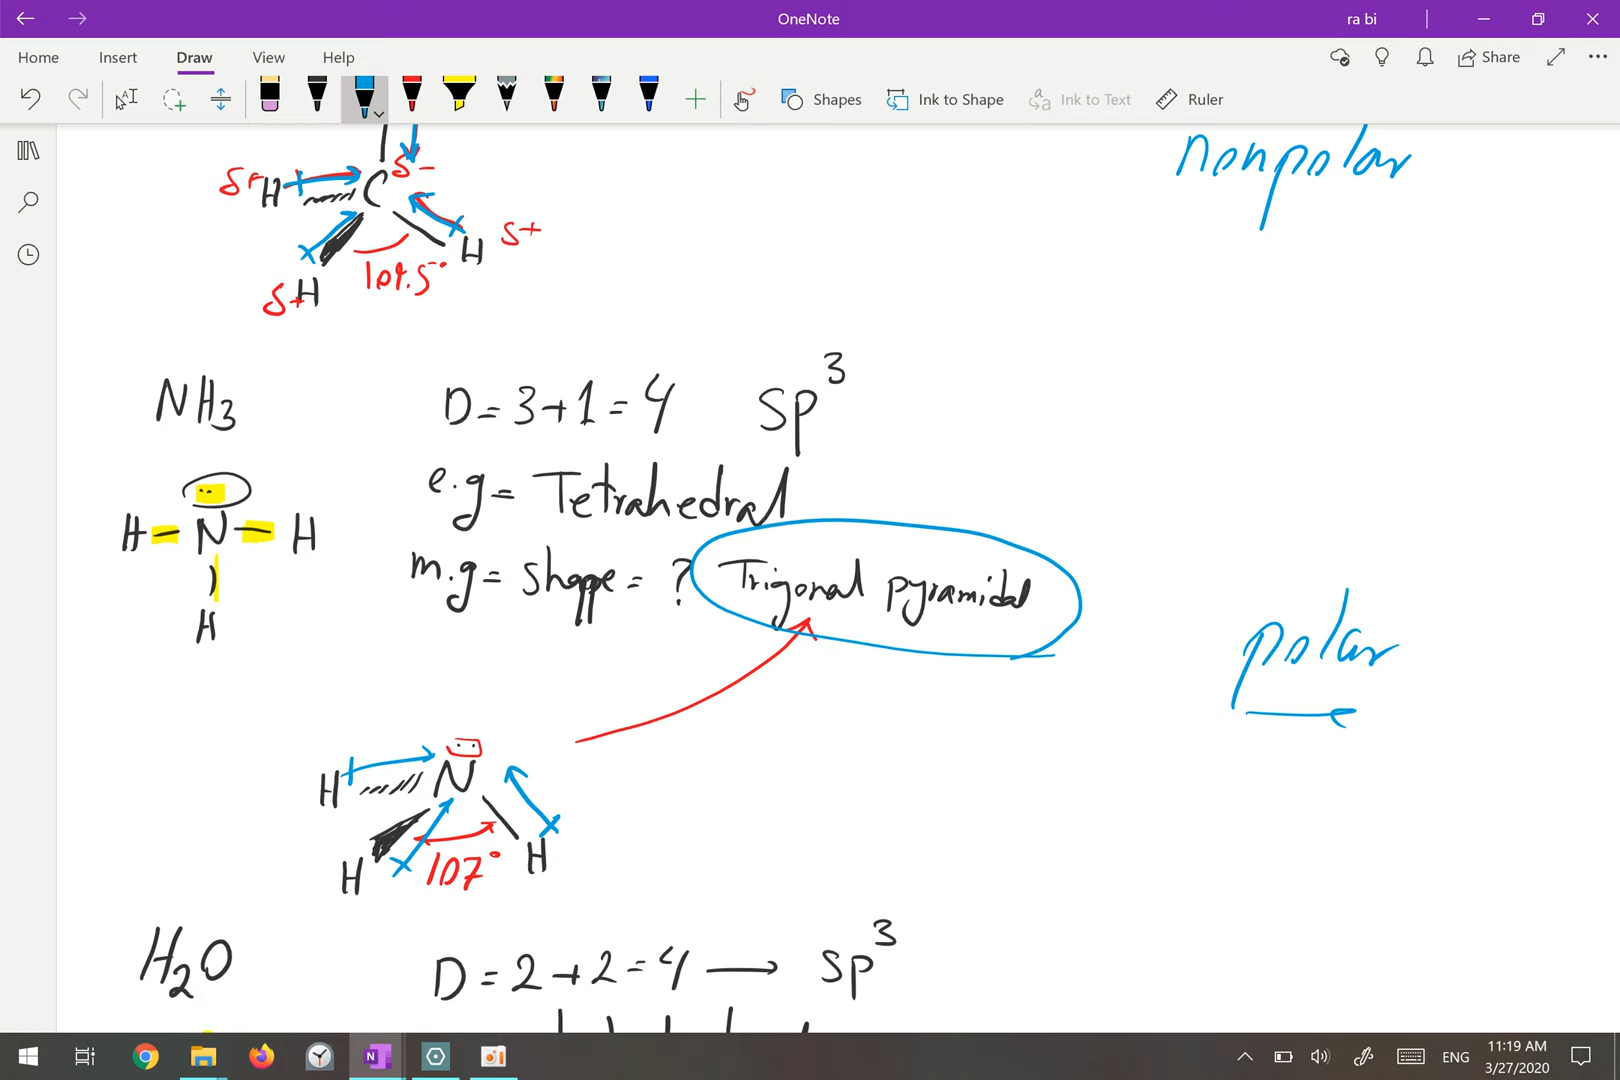 OneNote
ra bi
Home Insert Draw View Help
Share
Shapes Ink to Shape Ink to Text Ruler
nonpolar
δ+ H C δ-
H δ+
109.5°
δ+ H
NH3
D = 3+1 = 4 Sp3
e.g = Tetrahedral
H - N - H
m.g = shape = ? Trigonal pyramidal
H
polar
H N
H 107° H
H2O
D = 2+2 = 4 → Sp3
ENG
11:19 AM
3/27/2020